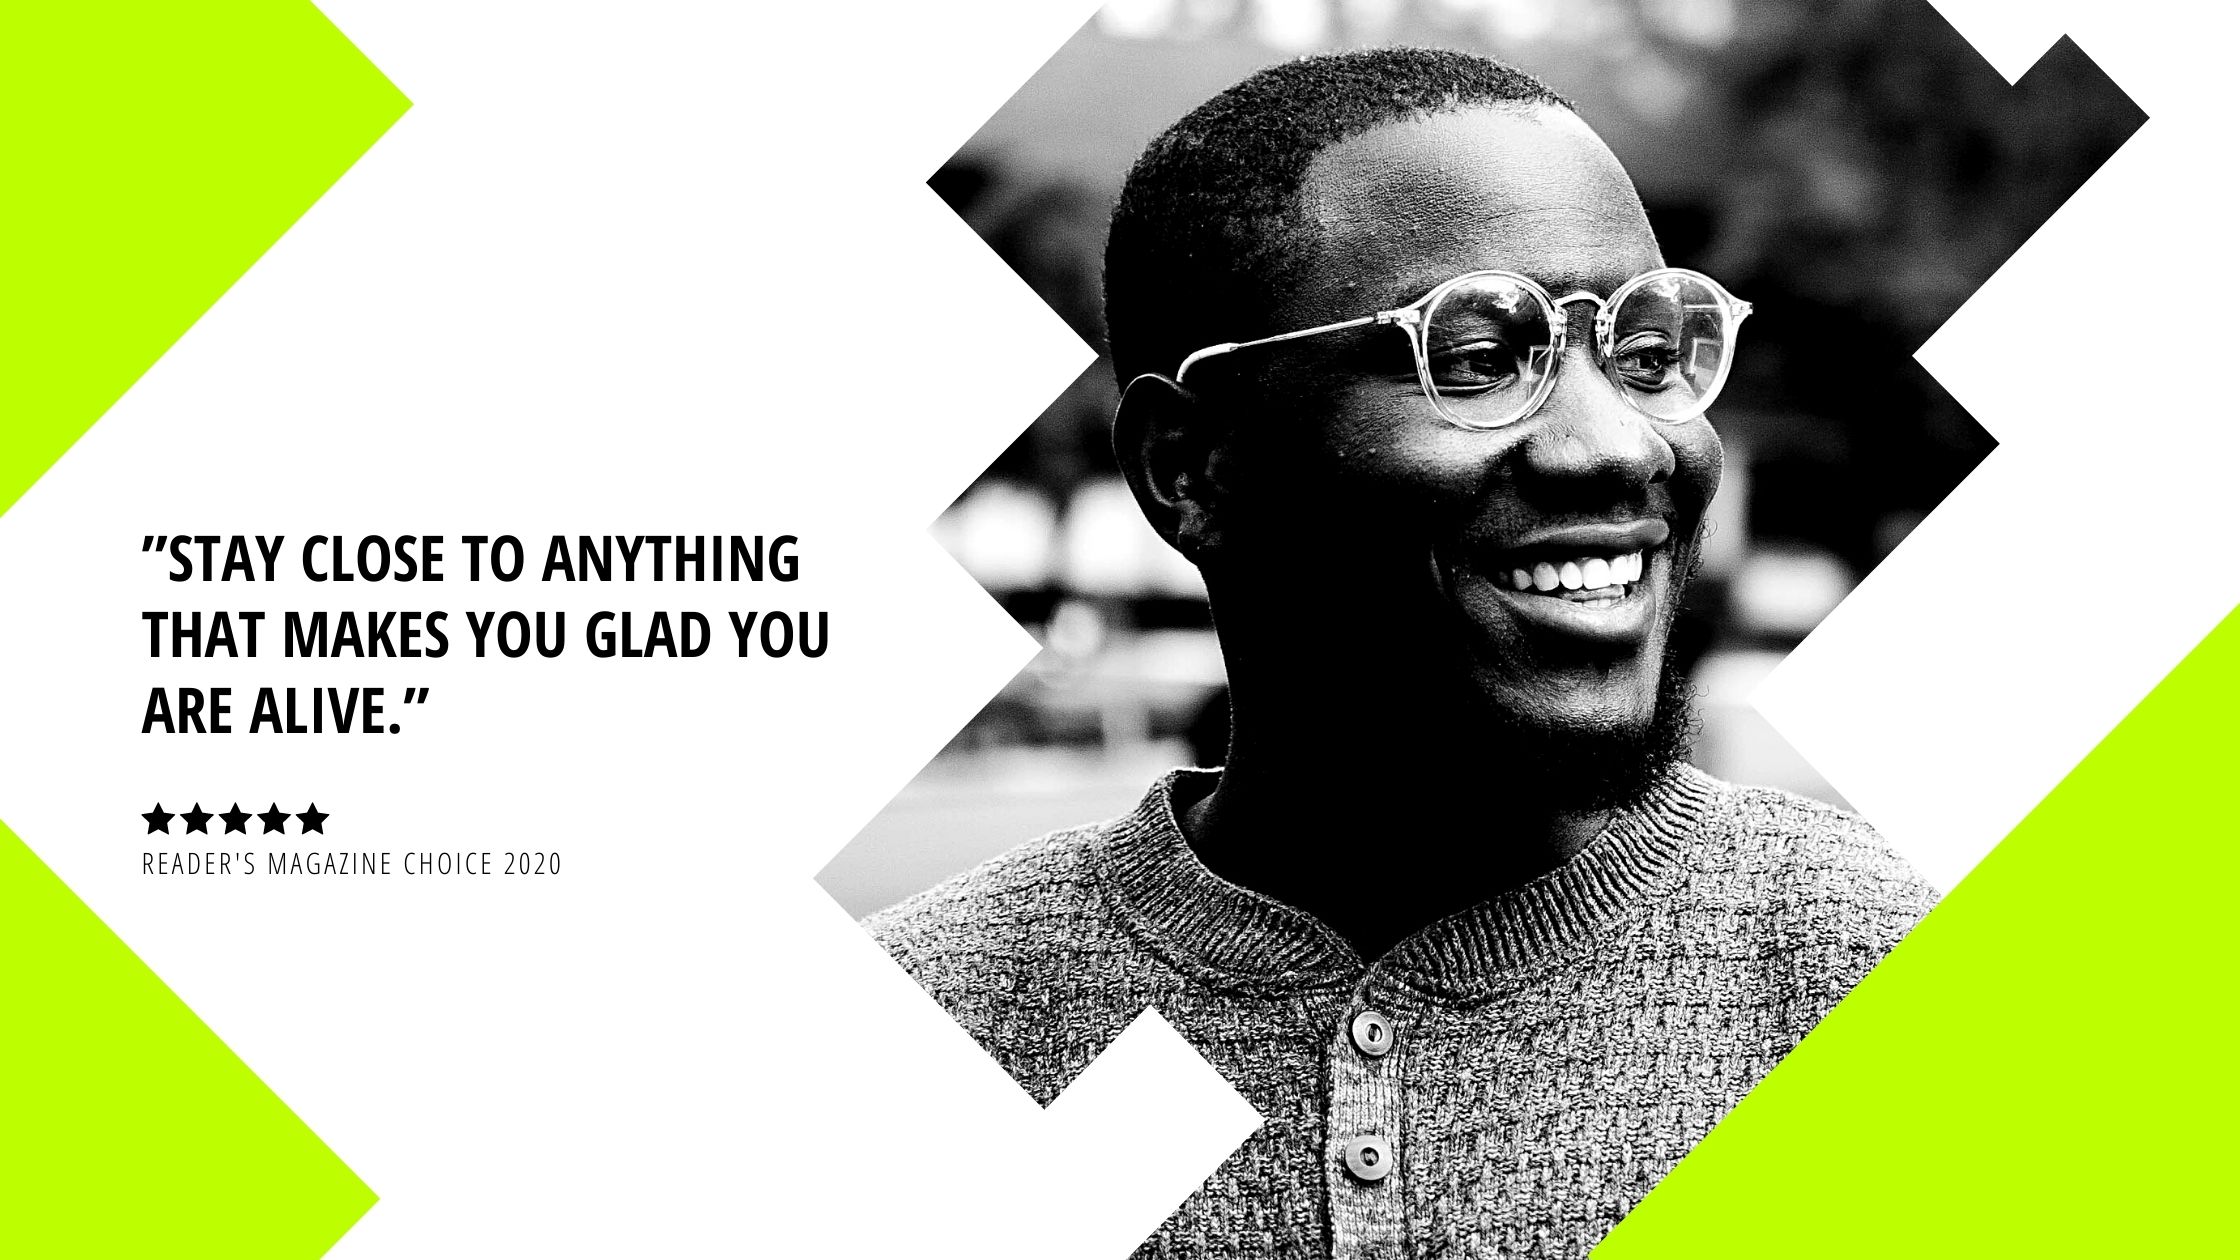 ”STAY CLOSE TO ANYTHING
THAT MAKES YOU GLAD YOU
ARE ALIVE.”
★★★★★
READER'S MAGAZINE CHOICE 2020